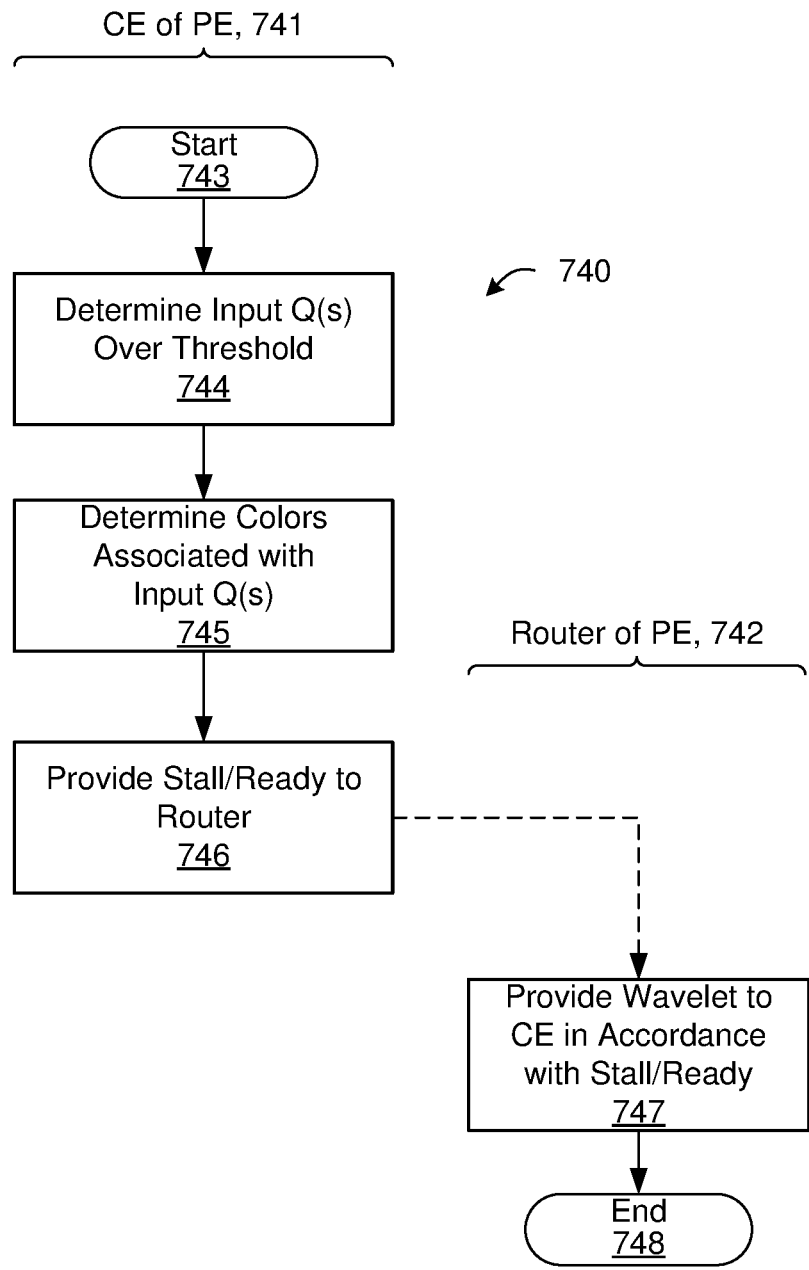 CE of PE, 741
Start
743
740
Determine Input Q(s)
Over Threshold
744
Determine Colors
Associated with
Input Q(s)
745
Router of PE, 742
Provide Stall/Ready to
Router
746
Provide Wavelet to
CE in Accordance
with Stall/Ready
747
End
748